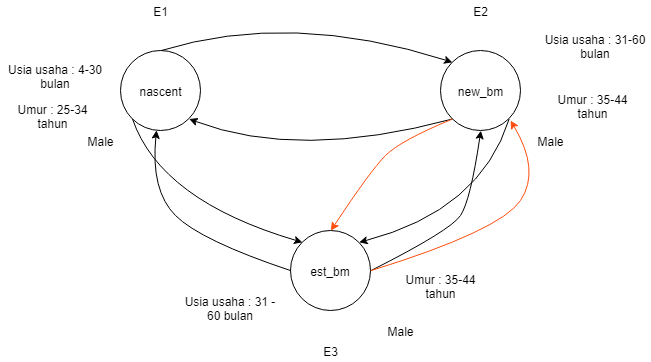 E1
E2
Usia usaha : 4-30
bulan
Umur : 25-34
tahun
Male
nascent
new_bm
Usia usaha : 31-60
bulan
Umur : 35-44
tahun
Male
est_bm
Usia usaha : 31 -
60 bulan
Umur : 35-44
tahun
Male
E3